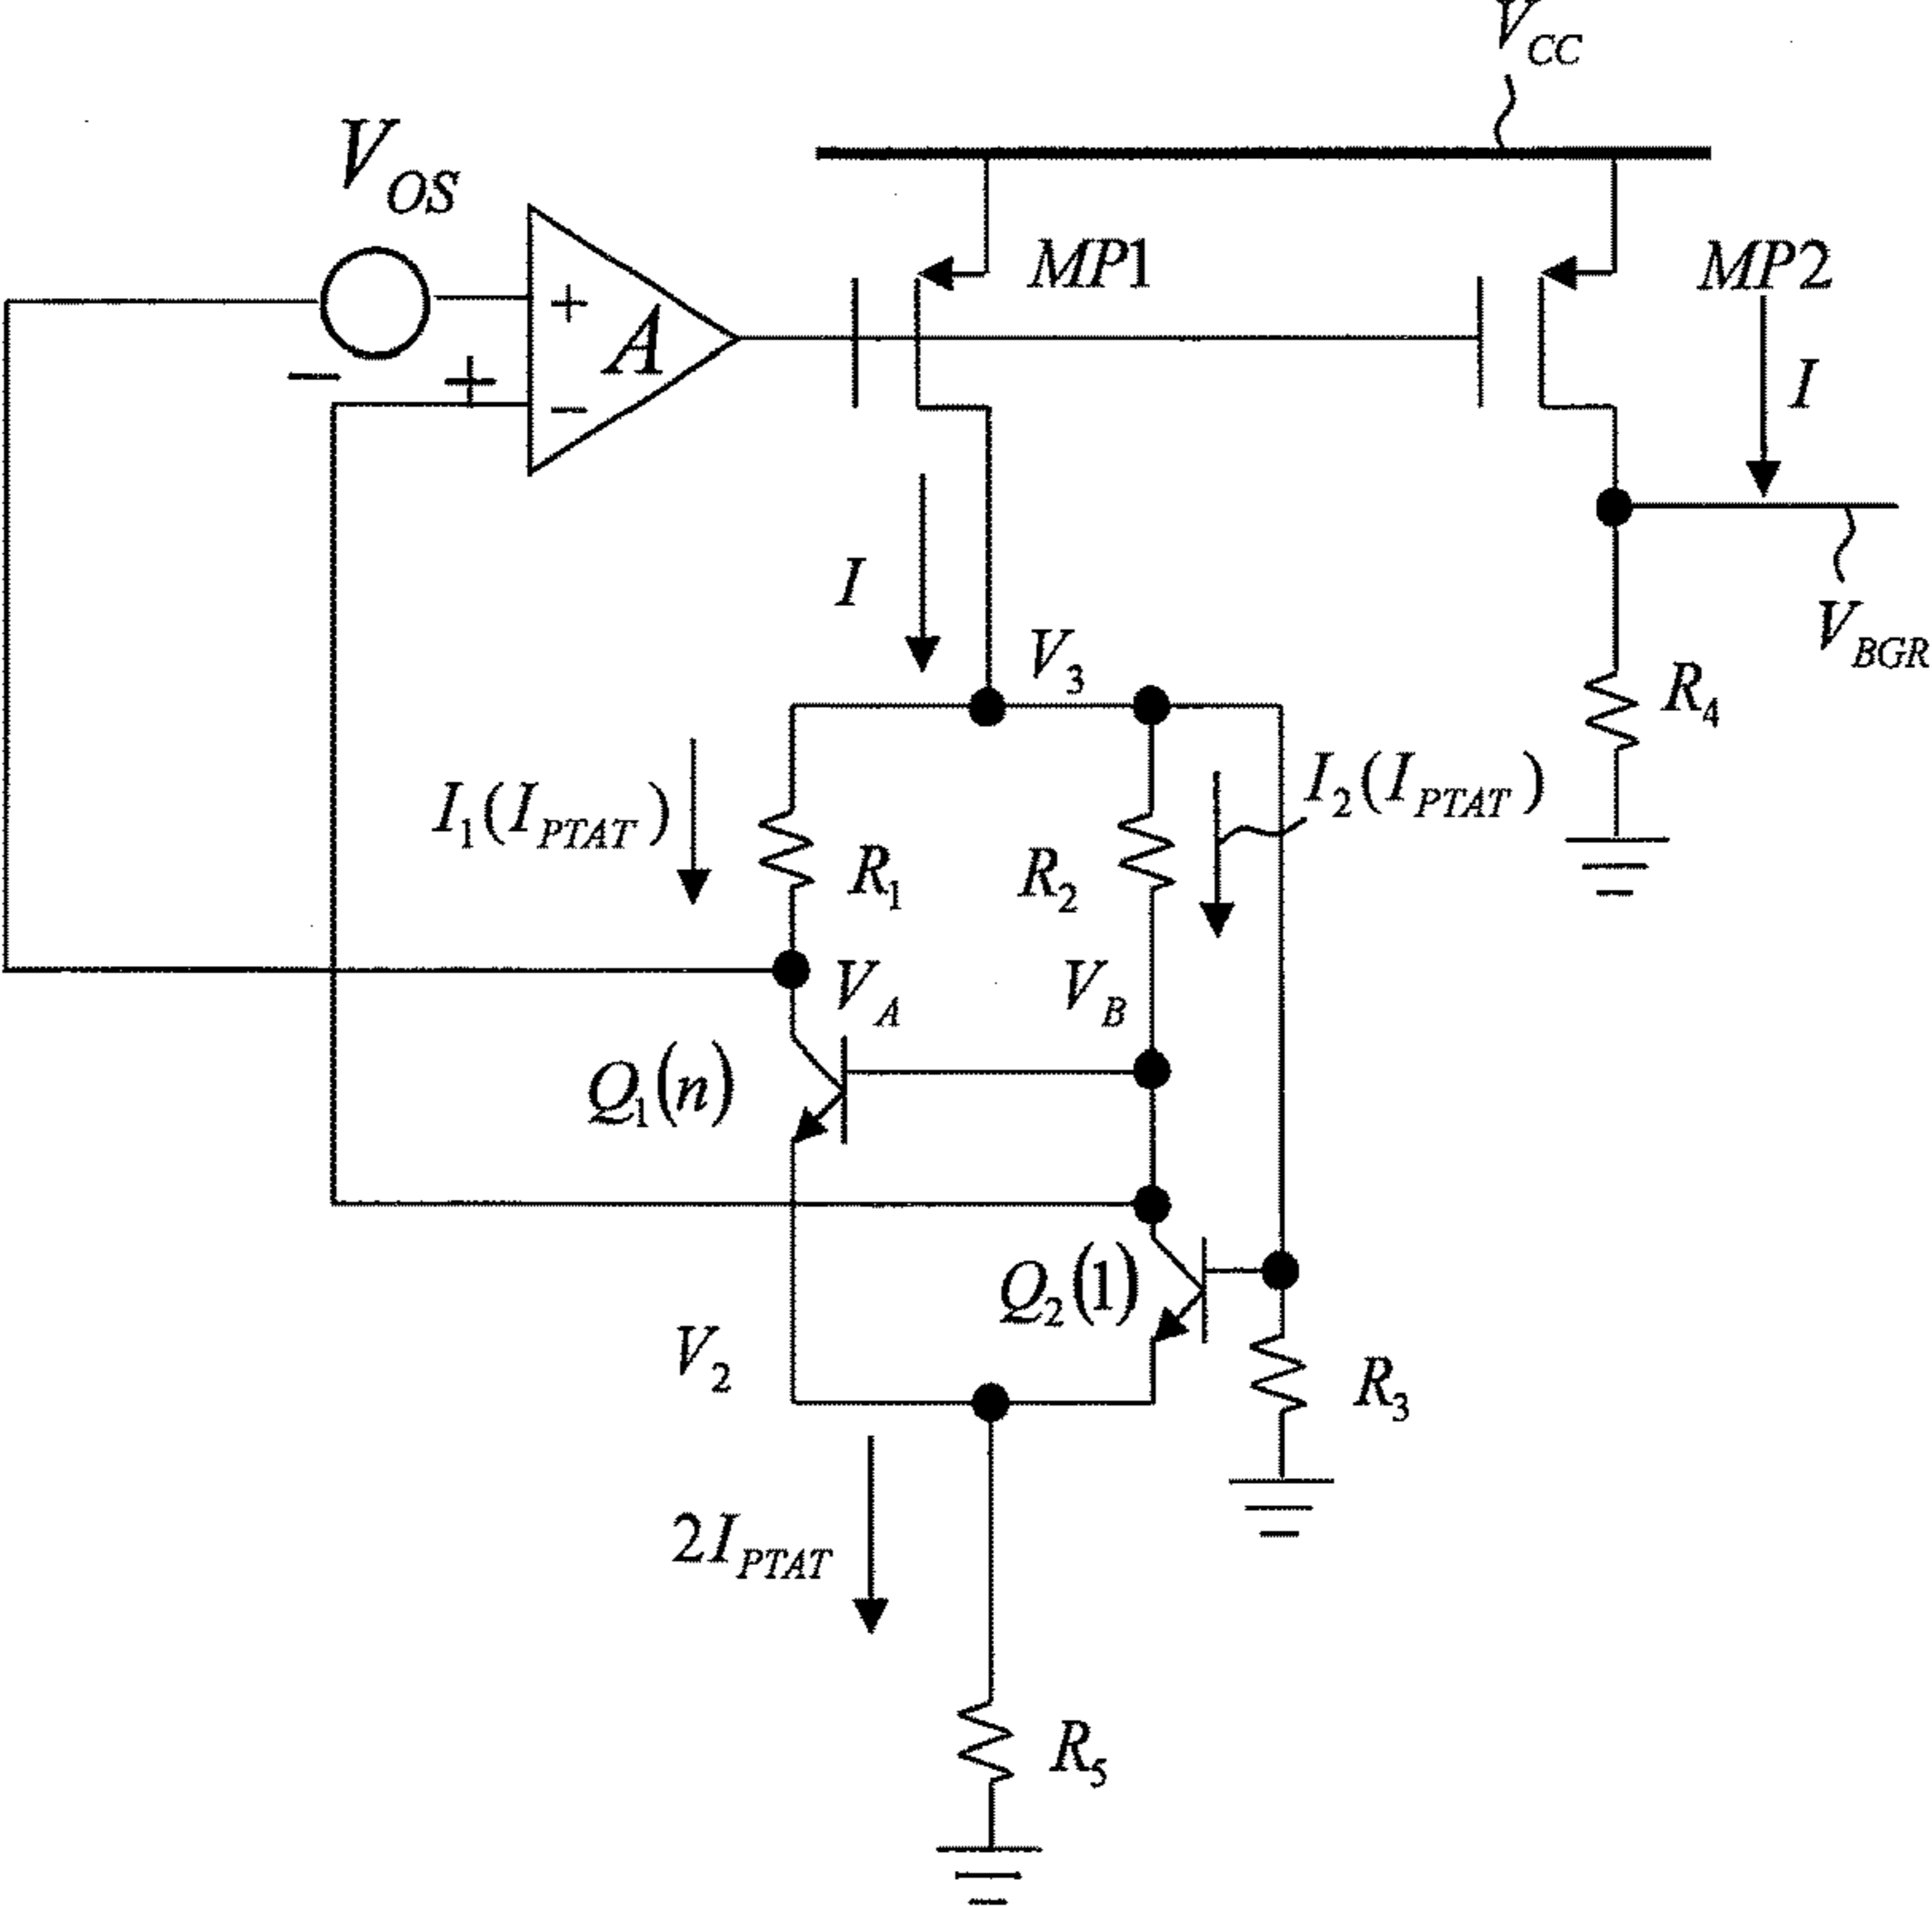 V_CC
V_OS
+
A
−
− +
MP1
MP2
I
I
V_BGR
V_3
R_4
I_1(I_PTAT)
I_2(I_PTAT)
R_1
R_2
V_A
V_B
Q_1(n)
Q_2(1)
V_2
R_3
2I_PTAT
R_5